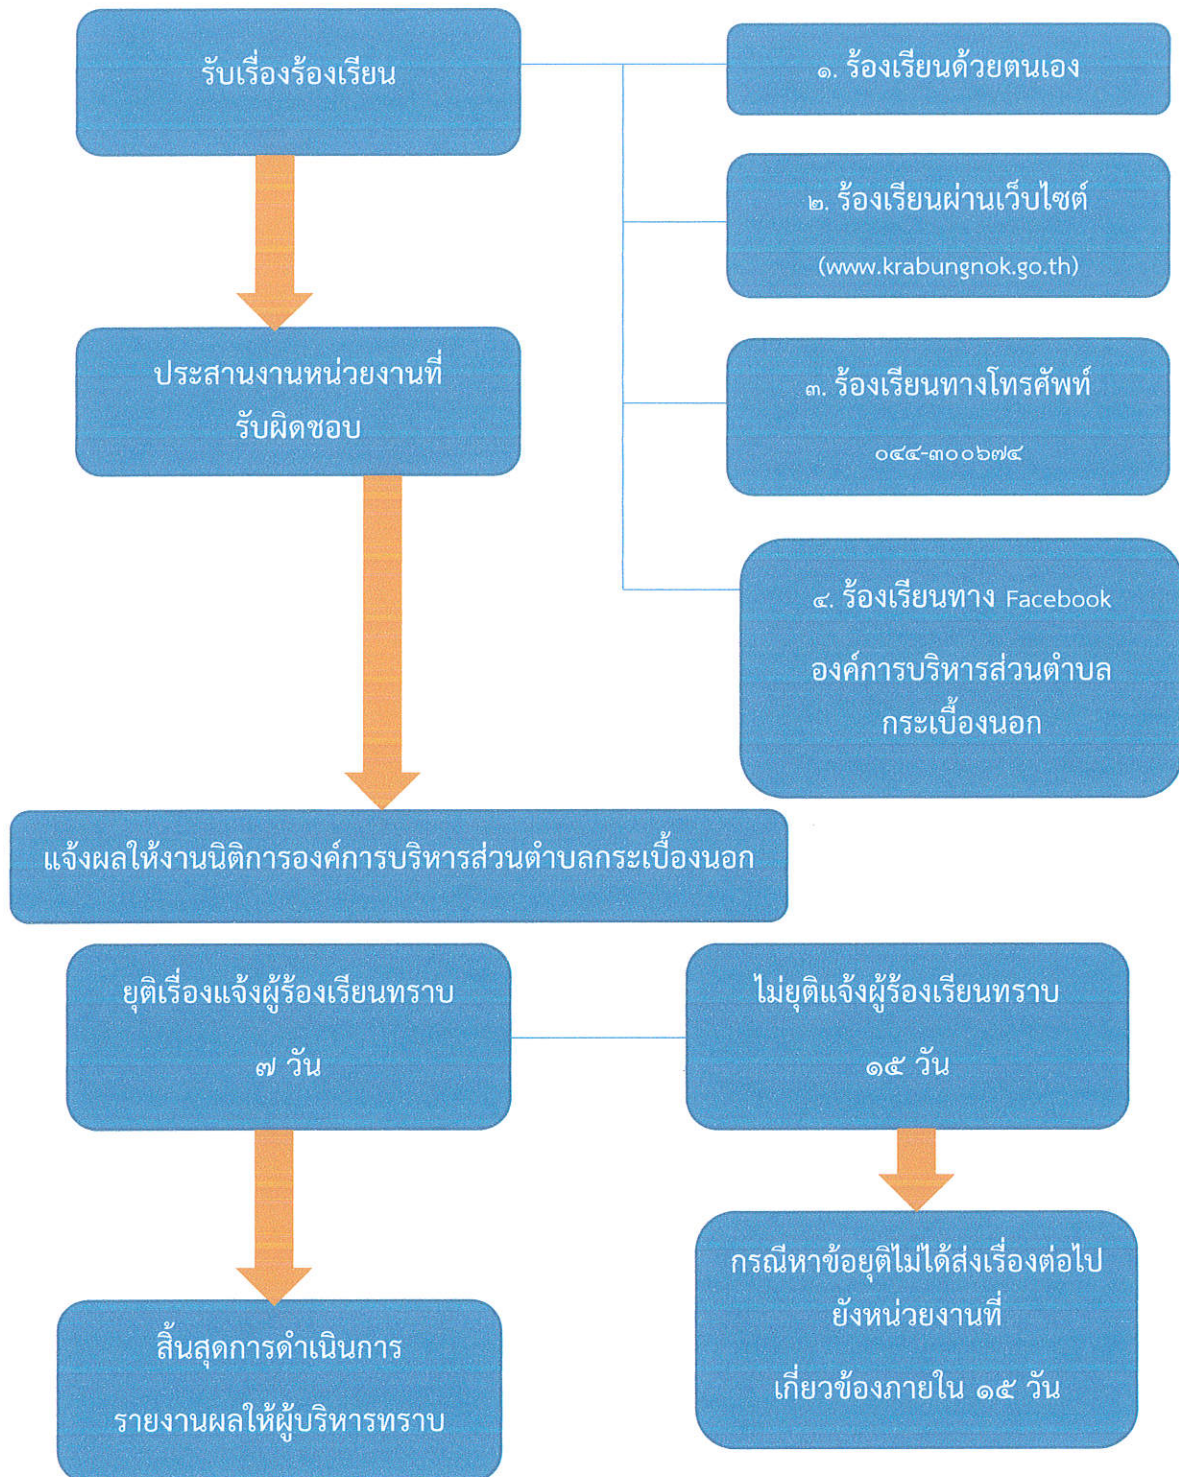 รับเรื่องร้องเรียน
๑. ร้องเรียนด้วยตนเอง
๒. ร้องเรียนผ่านเว็บไซต์
(www.krabungnok.go.th)
ประสานงานหน่วยงานที่
รับผิดชอบ
๓. ร้องเรียนทางโทรศัพท์
๐๔๔-๓๐๐๖๗๔
๔. ร้องเรียนทาง Facebook
องค์การบริหารส่วนตำบล
กระเบื้องนอก
แจ้งผลให้งานนิติการองค์การบริหารส่วนตำบลกระเบื้องนอก
ยุติเรื่องแจ้งผู้ร้องเรียนทราบ
๗ วัน
ไม่ยุติแจ้งผู้ร้องเรียนทราบ
๑๕ วัน
สิ้นสุดการดำเนินการ
รายงานผลให้ผู้บริหารทราบ
กรณีหาข้อยุติไม่ได้ส่งเรื่องต่อไป
ยังหน่วยงานที่
เกี่ยวข้องภายใน ๑๕ วัน